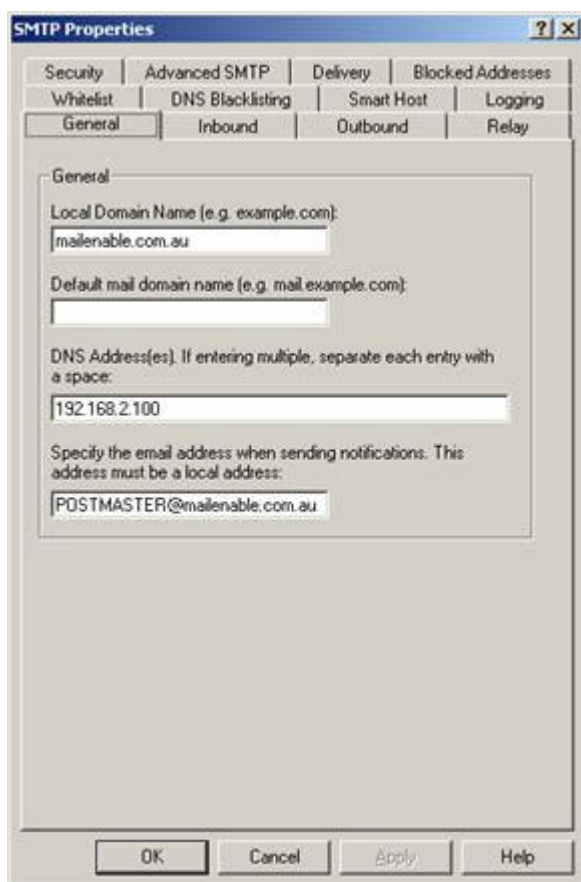 SMTP Properties
Security Advanced SMTP Delivery Blocked Addresses
Whitelist DNS Blacklisting Smart Host Logging
General Inbound Outbound Relay
General
Local Domain Name (e.g. example.com):
mailenable.com.au
Default mail domain name (e.g. mail.example.com):
DNS Address(es). If entering multiple, separate each entry with
a space:
192.168.2.100
Specify the email address when sending notifications. This
address must be a local address:
POSTMASTER@mailenable.com.au
OK Cancel Apply Help